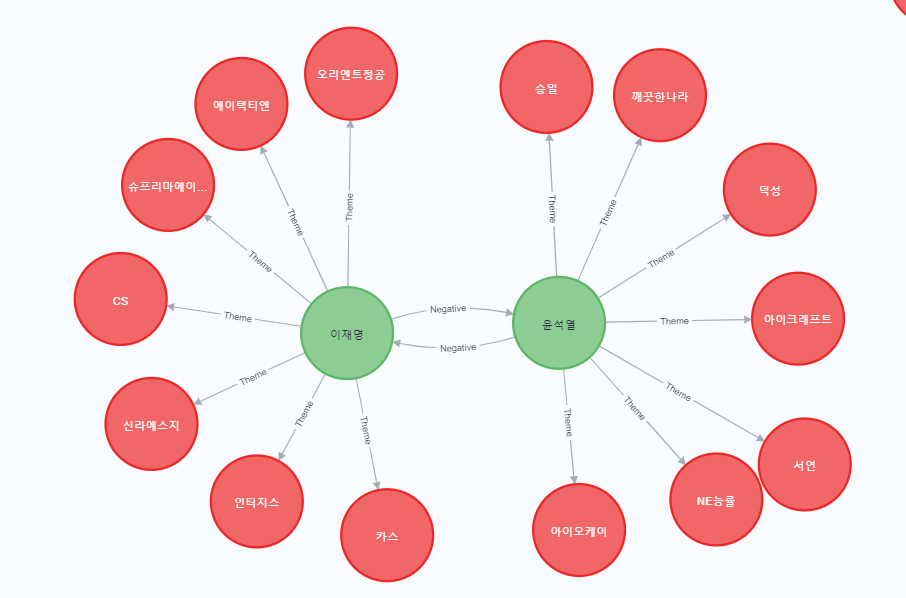 오리엔트정공
승일
깨끗한나라
에이텍티앤
슈프리마에이...
덕성
Theme
Theme
Theme
Theme
Theme
Theme
CS
Theme
Negative
Theme
아이크래프트
이재명
윤석열
Negative
Theme
Theme
Theme
Theme
Theme
Theme
신라에스지
서연
인터지스
NE능률
카스
아이오케이